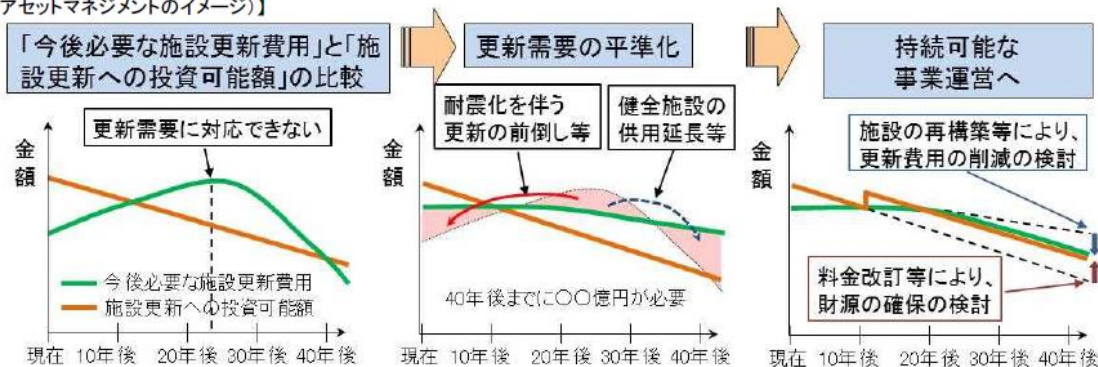 アセットマネジメントのイメージ)】
「今後必要な施設更新費用」と「施
設更新への投資可能額」の比較
更新需要の平準化
持続可能な
事業運営へ
金額
更新需要に対応できない
今後必要な施設更新費用
施設更新への投資可能額
現在 10年後 20年後 30年後 40年後
金額
耐震化を伴う
更新の前倒し等
健全施設の
供用延長等
40年後までに〇〇億円が必要
現在 10年後 20年後 30年後 40年後
金額
施設の再構築等により、
更新費用の削減の検討
料金改訂等により、
財源の確保の検討
現在 10年後 20年後 30年後 40年後